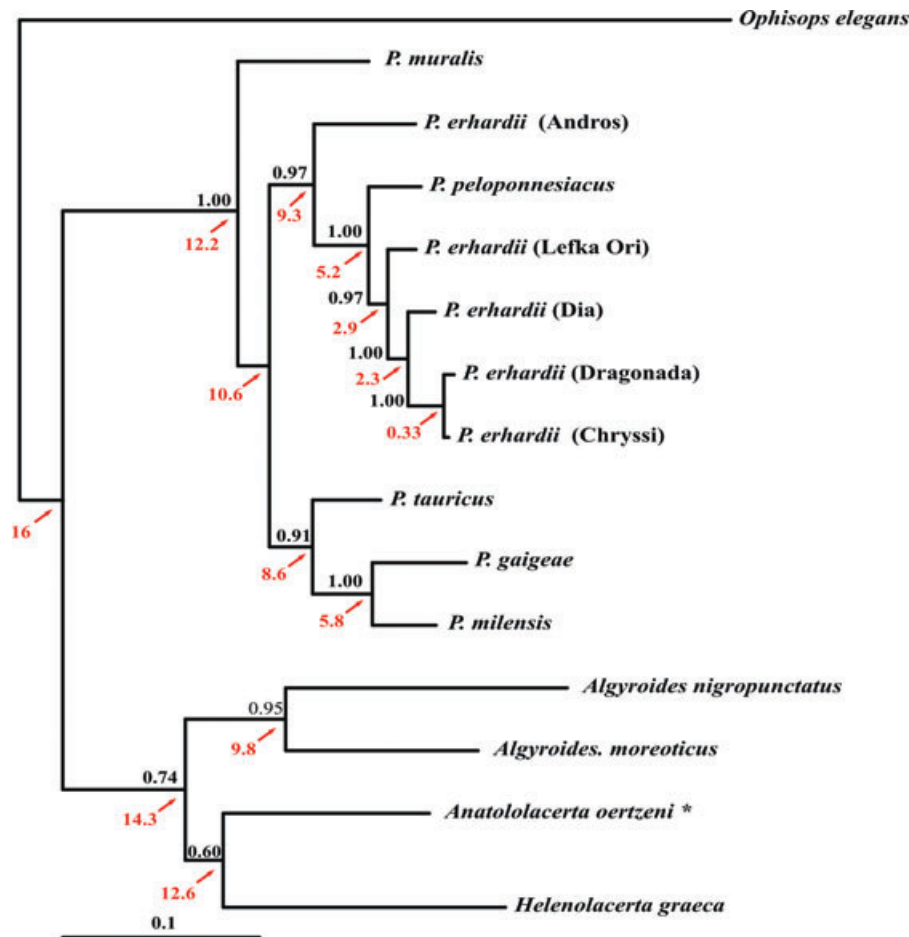 Ophisops elegans
P. muralis
P. erhardii (Andros)
0.97
P. peloponnesiacus
9.3
1.00
1.00
12.2
P. erhardii (Lefka Ori)
5.2
0.97
P. erhardii (Dia)
2.9
1.00
10.6
2.3
P. erhardii (Dragonada)
1.00
0.33
P. erhardii (Chryssi)
P. tauricus
16
0.91
8.6
P. gaigeae
1.00
5.8
P. milensis
Algyroides nigropunctatus
0.95
9.8
Algyroides. moreoticus
0.74
14.3
Anatololacerta oertzeni *
0.60
12.6
Helenolacerta graeca
0.1